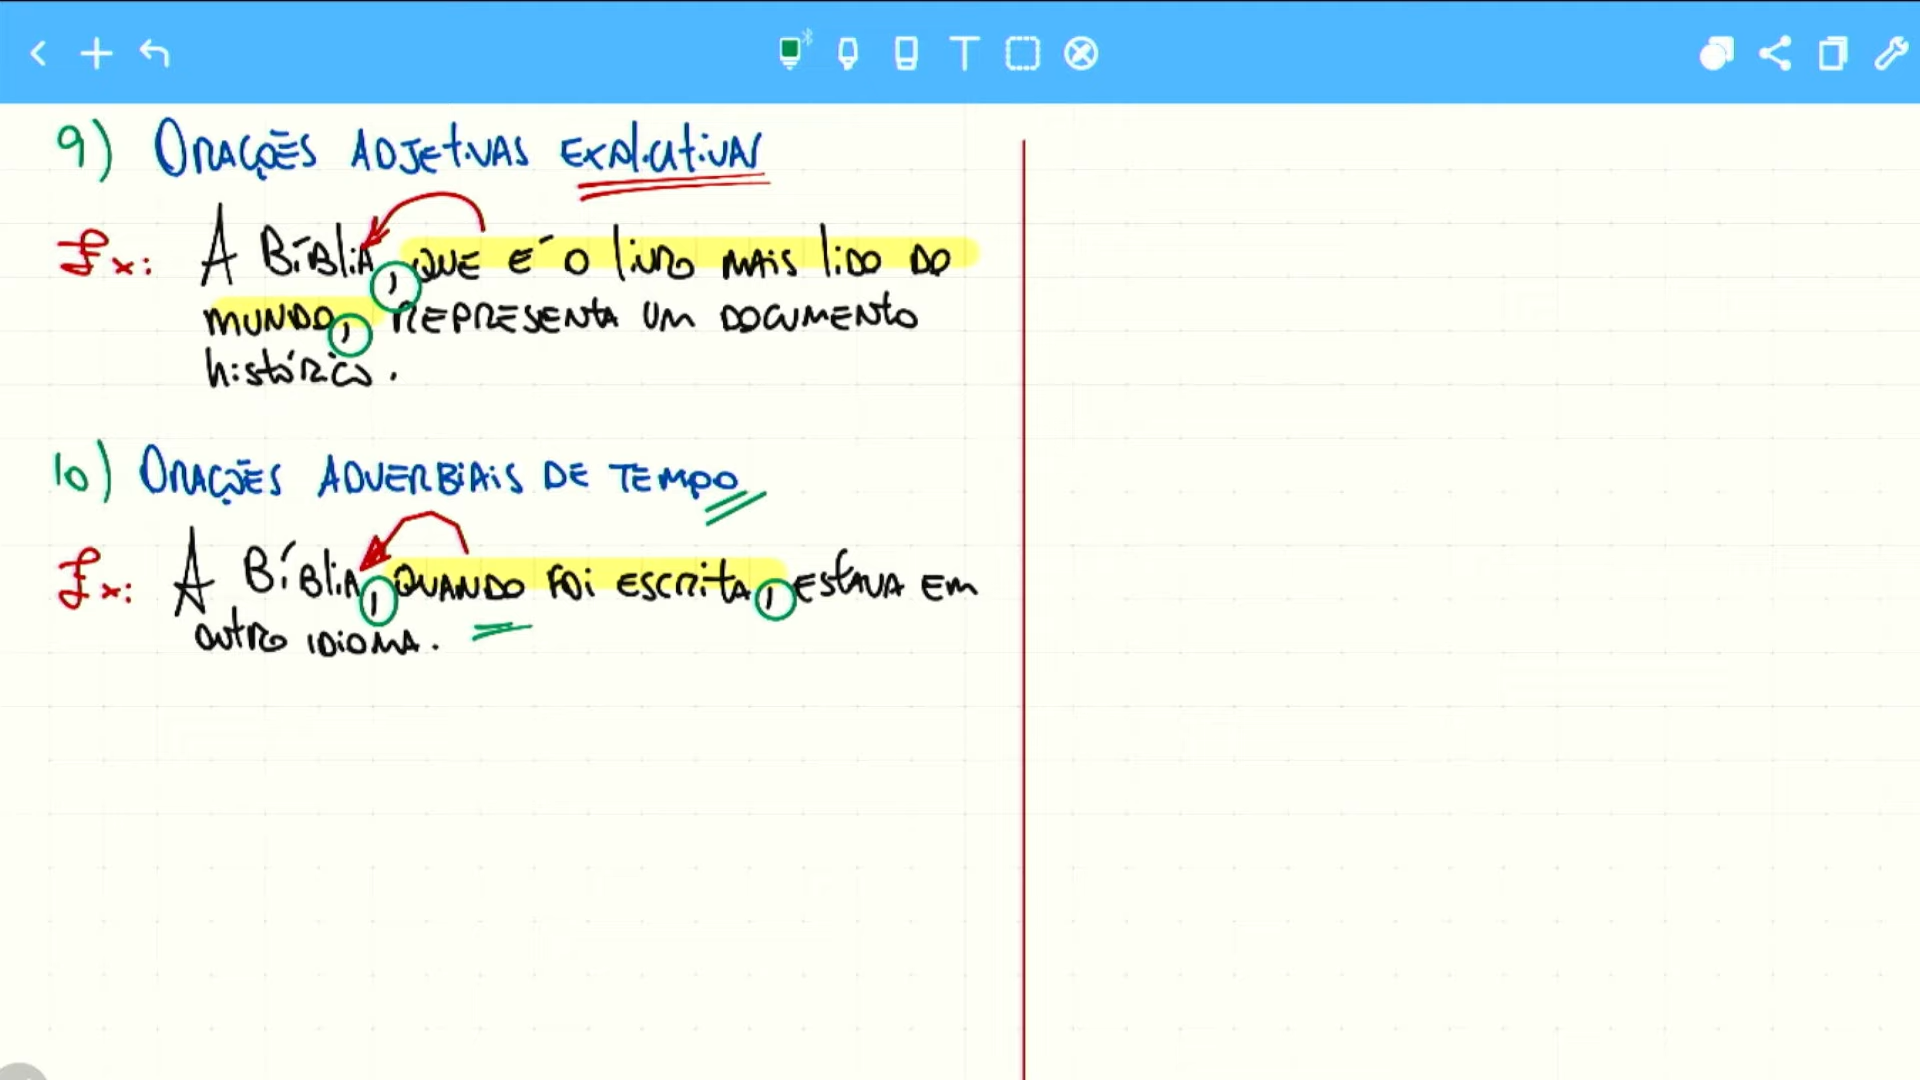 9) ORAÇÕES ADJETIVAS EXPLICATIVAS
Ex: A BÍBLIA, QUE É O LIVRO MAIS LIDO DO
MUNDO, REPRESENTA UM DOCUMENTO
HISTÓRICO.
10) ORAÇÕES ADVERBIAIS DE TEMPO
Ex: A BÍBLIA, QUANDO FOI ESCRITA, ESTAVA EM
OUTRO IDIOMA.